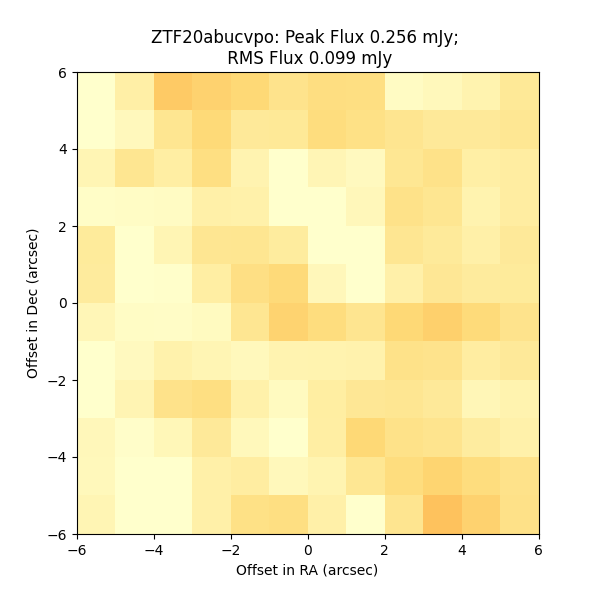 ZTF20abucvpo: Peak Flux 0.256 mJy;
RMS Flux 0.099 mJy
6
4
2
0
−2
−4
−6
Offset in Dec (arcsec)
−6 −4 −2 0 2 4 6
Offset in RA (arcsec)